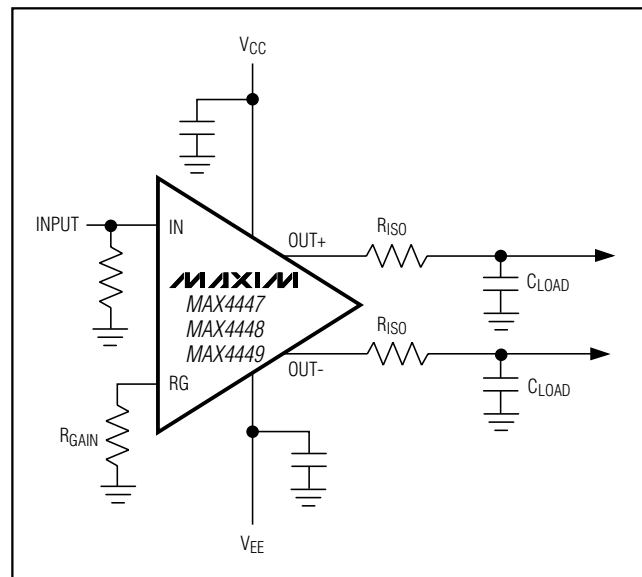 VCC
INPUT
IN
OUT+
RISO
CLOAD
MAXIM
MAX4447
MAX4448
MAX4449
RISO
OUT-
CLOAD
RG
RGAIN
VEE